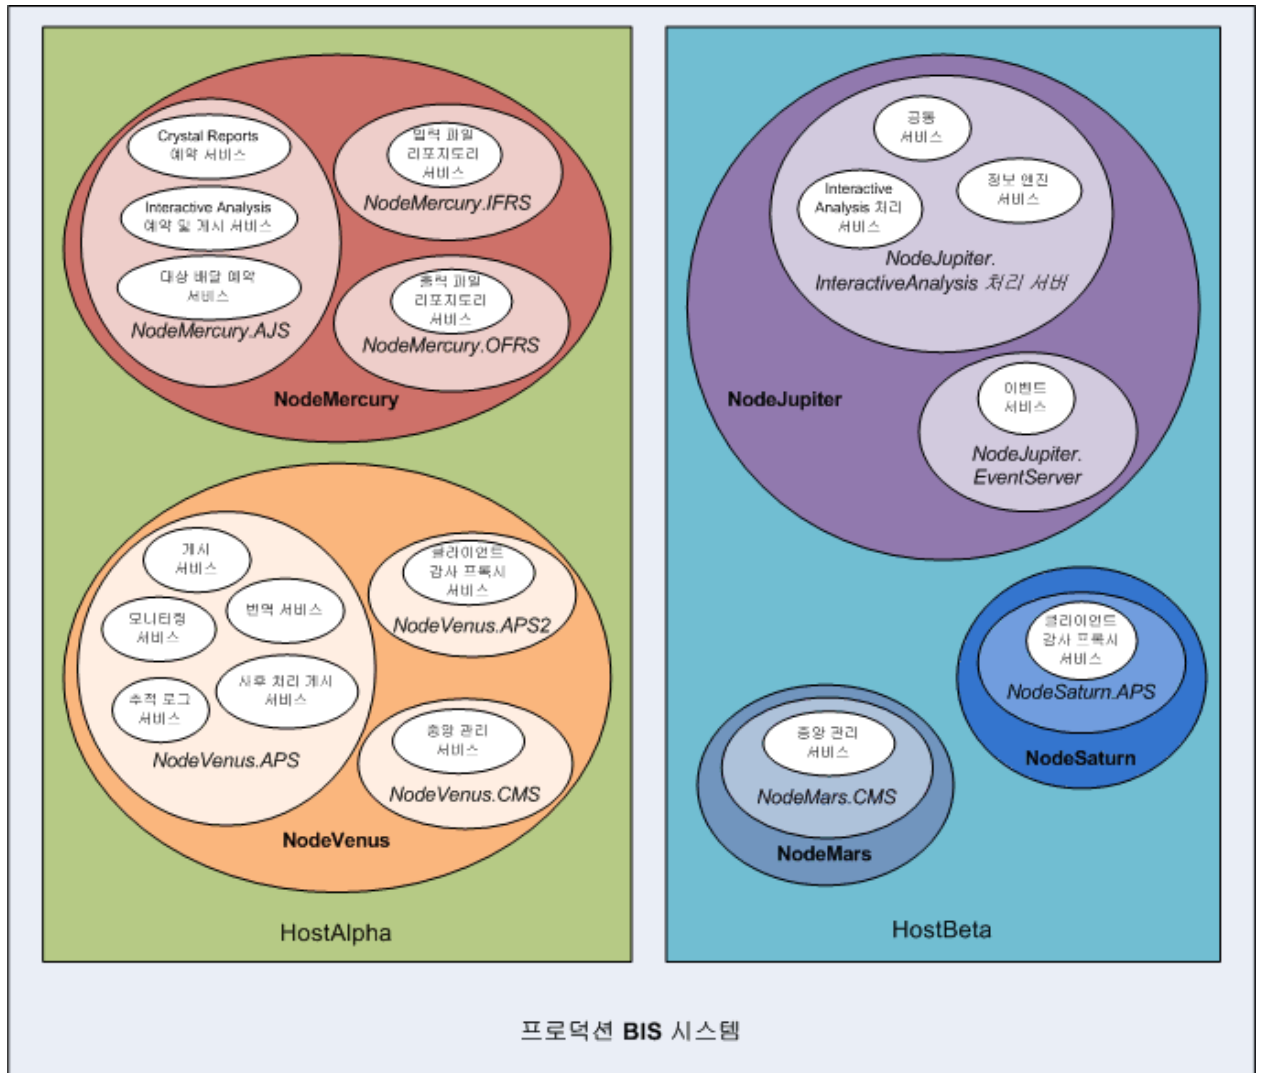 Crystal Reports
예약 서비스
Interactive Analysis
예약 및 게시 서비스
대상 배달 예약
서비스
NodeMercury.AJS
입력 파일
리포지토리
서비스
NodeMercury.IFRS
출력 파일
리포지토리
서비스
NodeMercury.OFRS
NodeMercury
게시
서비스
모니터링
서비스
번역 서비스
추적 로그
서비스
사후 처리 게시
서비스
NodeVenus.APS
클라이언트
감사 프록시
서비스
NodeVenus.APS2
중앙 관리
서비스
NodeVenus.CMS
NodeVenus
HostAlpha
공통
서비스
Interactive
Analysis 처리
서비스
정보 엔진
서비스
NodeJupiter.
InteractiveAnalysis 처리 서버
NodeJupiter
이벤트
서비스
NodeJupiter.
EventServer
클라이언트
감사 프록시
서비스
NodeSaturn.APS
NodeSaturn
중앙 관리
서비스
NodeMars.CMS
NodeMars
HostBeta
프로덕션 BIS 시스템